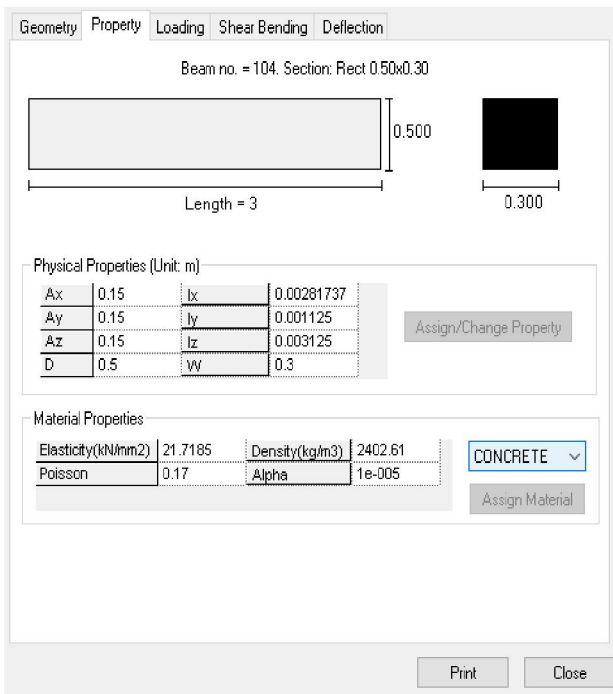 Geometry Property Loading Shear Bending Deflection
Beam no. = 104. Section: Rect 0.50x0.30
0.500
Length = 3
0.300
Physical Properties (Unit: m)
Ax 0.15 Ix 0.00281737
Ay 0.15 Iy 0.001125
Assign/Change Property
Az 0.15 Iz 0.003125
D 0.5 W 0.3
Material Properties
Elasticity(kN/mm2) 21.7185 Density(kg/m3) 2402.61
CONCRETE
Poisson 0.17 Alpha 1e-005
Assign Material
Print Close